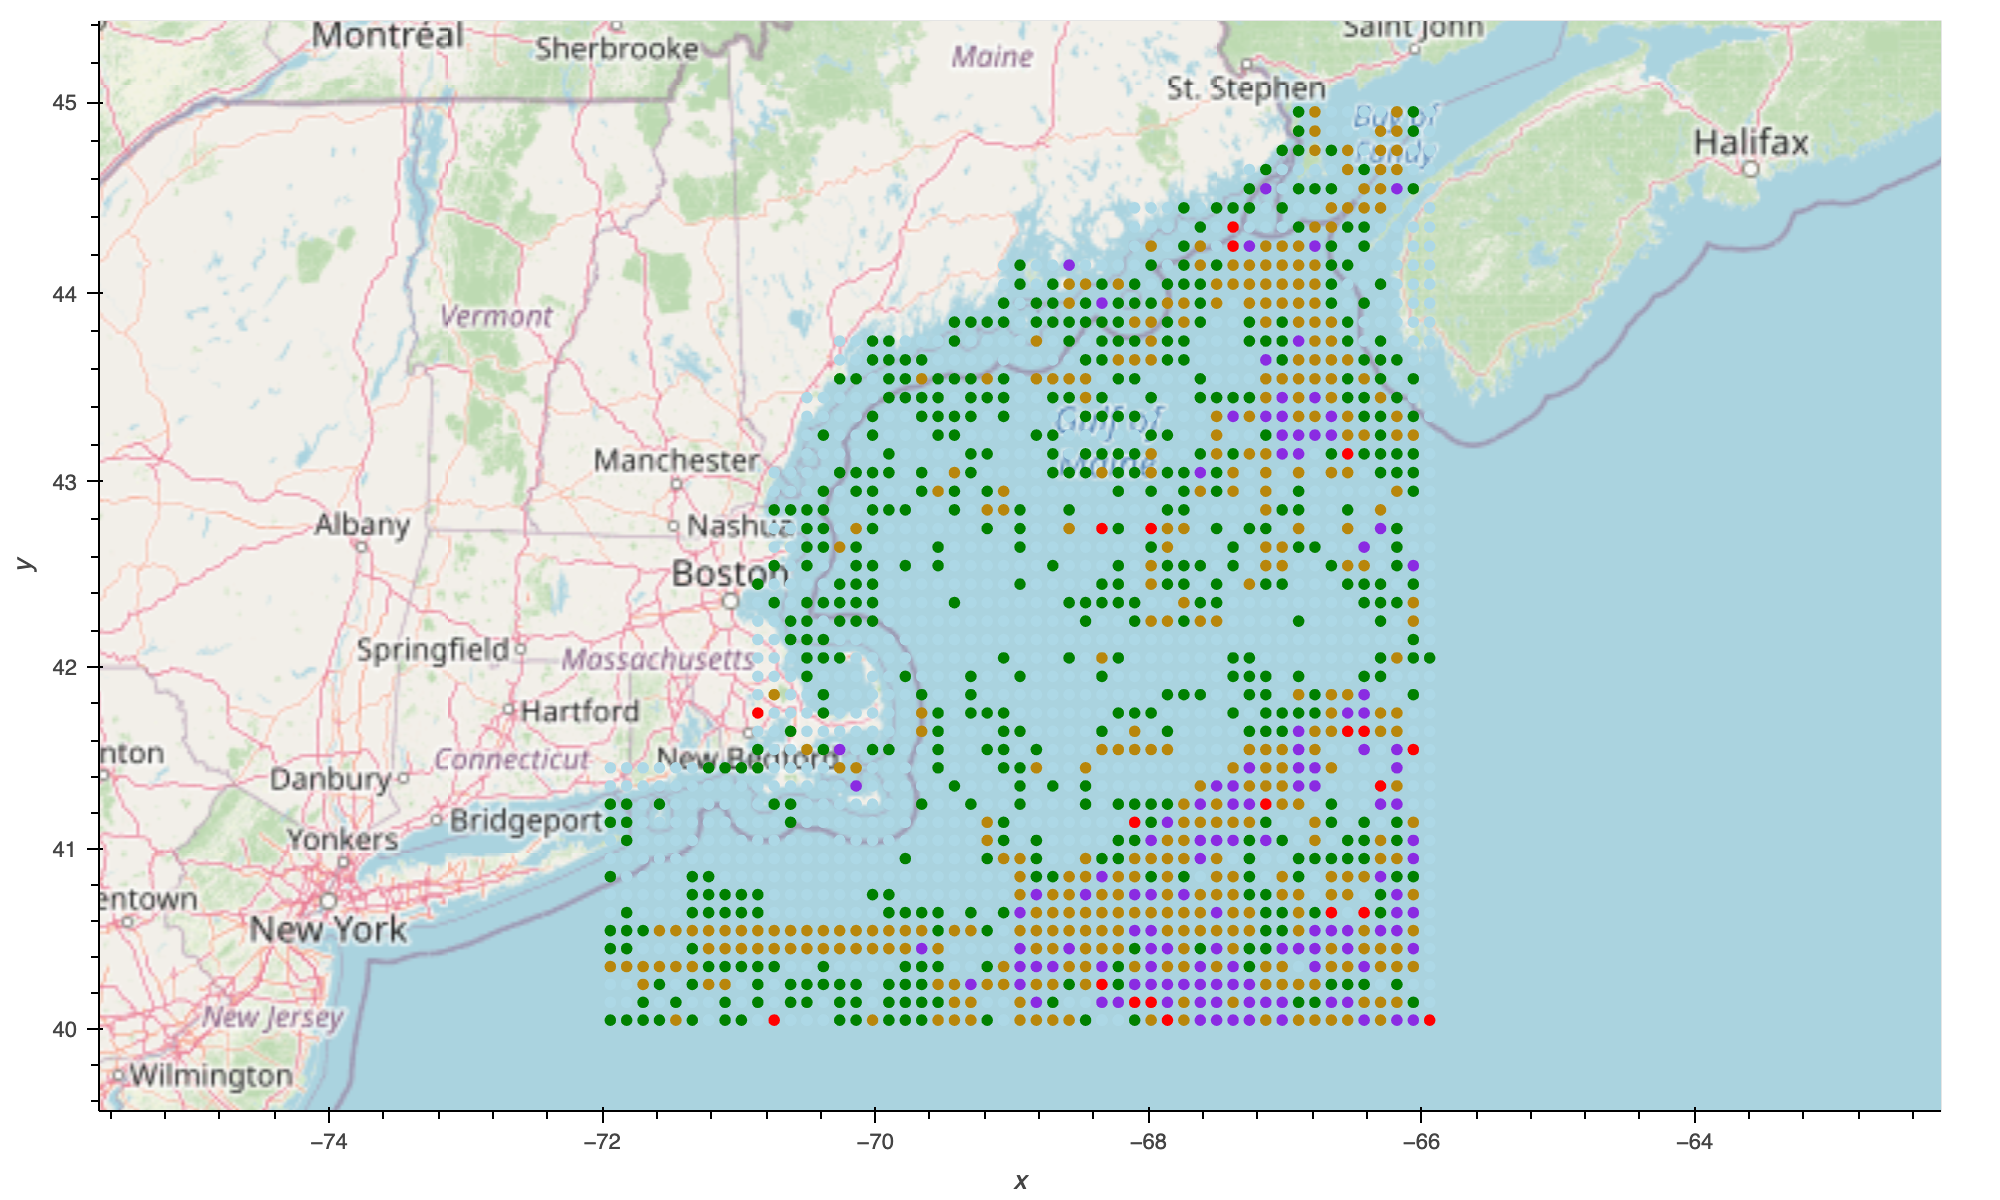 Montréal
Sherbrooke
Maine
Saint John
St. Stephen
45
Bay of
Fundy
Halifax
44
Vermont
Gulf of
Maine
43
Manchester
Albany
Nashua
y
Boston
Springfield
42
Massachusetts
Hartford
nton
Connecticut
New Bedford
Danbury
Bridgeport
Yonkers
41
entown
New York
New Jersey
40
Wilmington
−74
−72
−70
−68
−66
−64
x